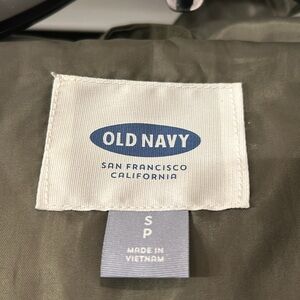 OLD NAVY
SAN FRANCISCO
CALIFORNIA
S
P
MADE IN
VIETNAM